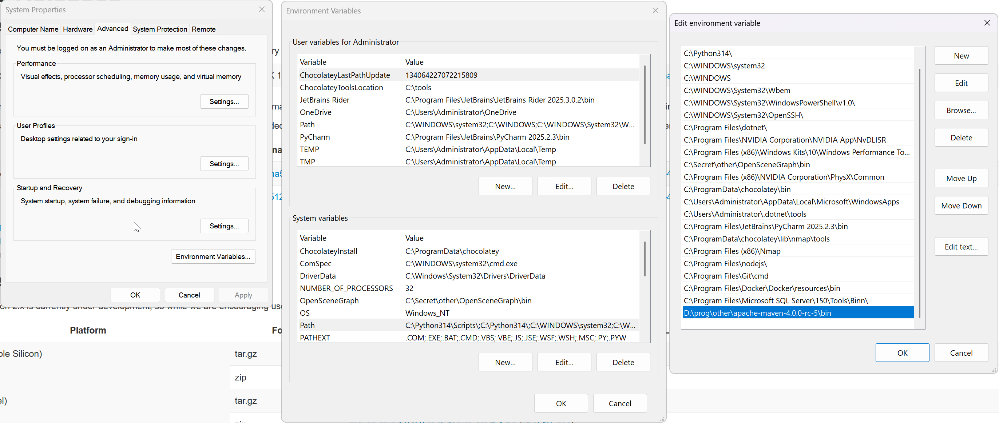 System Properties
Computer Name
Hardware
Advanced
System Protection
Remote
You must be logged on as an Administrator to make most of these changes.
Performance
Visual effects, processor scheduling, memory usage, and virtual memory
Settings...
User Profiles
Desktop settings related to your sign-in
Settings...
Startup and Recovery
System startup, system failure, and debugging information
Settings...
Environment Variables...
OK
Cancel
Apply
is currently under development, so while we are encouraging
Platform
Fo
ple Silicon)
tar.gz
zip
el)
tar.gz
Environment Variables
User variables for Administrator
Variable Value
ChocolateyLastPathUpdate 134064227072215809
ChocolateyToolsLocation C:\tools
JetBrains Rider C:\Program Files\JetBrains\JetBrains Rider 2025.3.0.2\bin
OneDrive C:\Users\Administrator\OneDrive
Path C:\WINDOWS\system32;C:\WINDOWS;C:\WINDOWS\System32\W...
PyCharm C:\Program Files\JetBrains\PyCharm 2025.2.3\bin
TEMP C:\Users\Administrator\AppData\Local\Temp
TMP C:\Users\Administrator\AppData\Local\Temp
New...
Edit...
Delete
System variables
Variable Value
ChocolateyInstall C:\ProgramData\chocolatey
ComSpec C:\WINDOWS\system32\cmd.exe
DriverData C:\Windows\System32\Drivers\DriverData
NUMBER_OF_PROCESSORS 32
OpenSceneGraph C:\Secret\other\OpenSceneGraph\bin
OS Windows_NT
Path C:\Python314\Scripts\;C:\Python314\;C:\WINDOWS\system32;C:\W...
PATHEXT .COM;.EXE;.BAT;.CMD;.VBS;.VBE;.JS;.JSE;.WSF;.WSH;.MSC;.PY;.PYW
New...
Edit...
Delete
OK
Cancel
Edit environment variable
C:\Python314\
C:\WINDOWS\system32
C:\WINDOWS
C:\WINDOWS\System32\Wbem
C:\WINDOWS\System32\WindowsPowerShell\v1.0\
C:\WINDOWS\System32\OpenSSH\
C:\Program Files\dotnet\
C:\Program Files\NVIDIA Corporation\NVIDIA App\NvDLISR
C:\Program Files (x86)\Windows Kits\10\Windows Performance To...
C:\Secret\other\OpenSceneGraph\bin
C:\Program Files (x86)\NVIDIA Corporation\PhysX\Common
C:\ProgramData\chocolatey\bin
C:\Users\Administrator\AppData\Local\Microsoft\WindowsApps
C:\Users\Administrator\.dotnet\tools
C:\Program Files\JetBrains\PyCharm 2025.2.3\bin
C:\ProgramData\chocolatey\lib\nmap\tools
C:\Program Files (x86)\Nmap
C:\Program Files\nodejs\
C:\Program Files\Git\cmd
C:\Program Files\Docker\Docker\resources\bin
C:\Program Files\Microsoft SQL Server\150\Tools\Binn\
D:\prog\other\apache-maven-4.0.0-rc-5\bin
New
Edit
Browse...
Delete
Move Up
Move Down
Edit text...
OK
Cancel